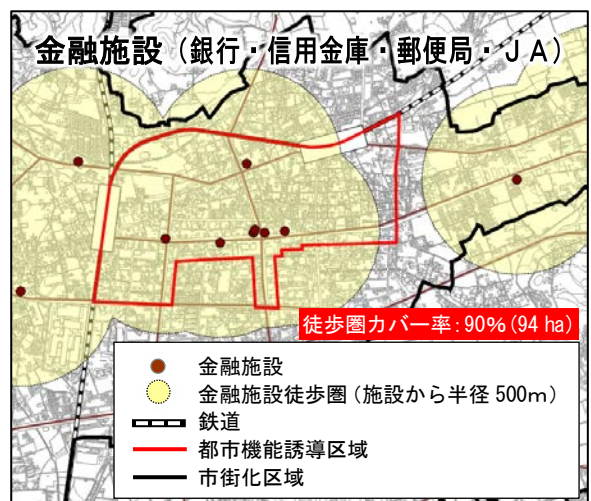 金融施設（銀行・信用金庫・郵便局・ＪＡ）
徒歩圏カバー率：90％（94 ha）
金融施設
金融施設徒歩圏（施設から半径 500ｍ）
鉄道
都市機能誘導区域
市街化区域